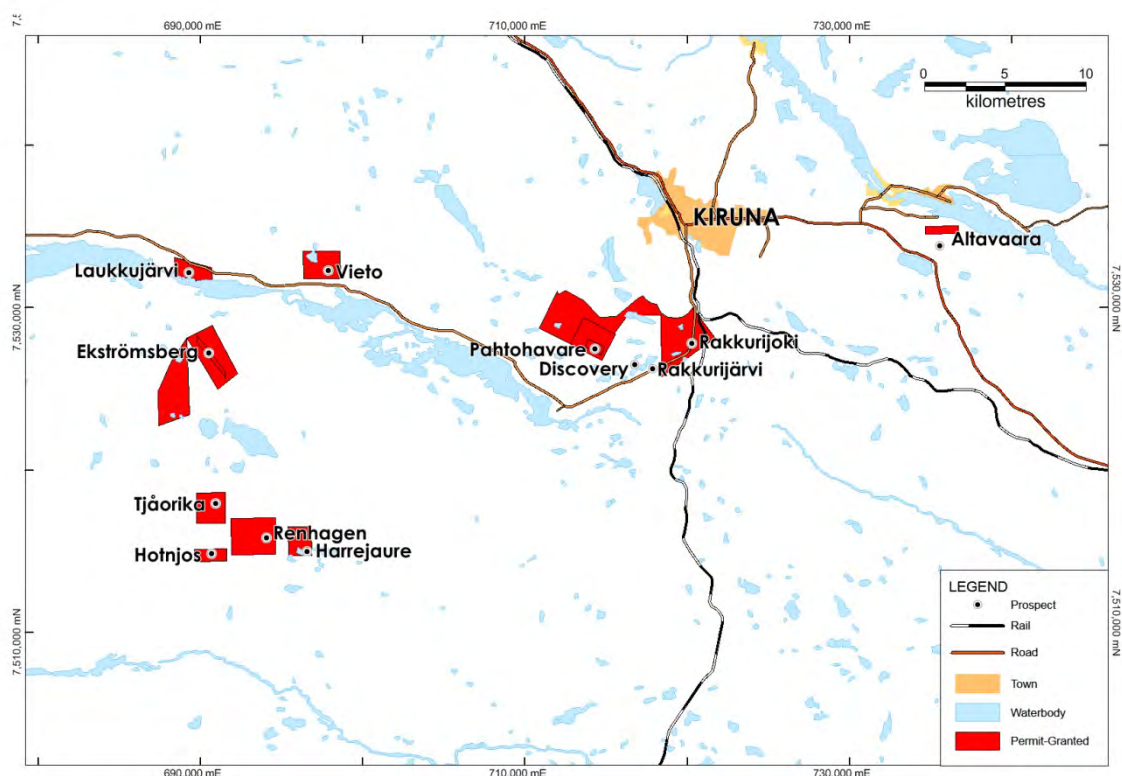 690,000 mE
710,000 mE
730,000 mE
0
5
10
kilometres
KIRUNA
Altavaara
Laukkujärvi
Vieto
7,530,000 mN
7,530,000 mN
Ekströmsberg
Pahtohavare
Rakkurijoki
Discovery
Rakkurijärvi
Tjåorika
Renhagen
Hotnjos
Harrejaure
LEGEND
Prospect
Rail
Road
Town
Waterbody
Permit-Granted
7,510,000 mN
7,510,000 mN
690,000 mE
710,000 mE
730,000 mE